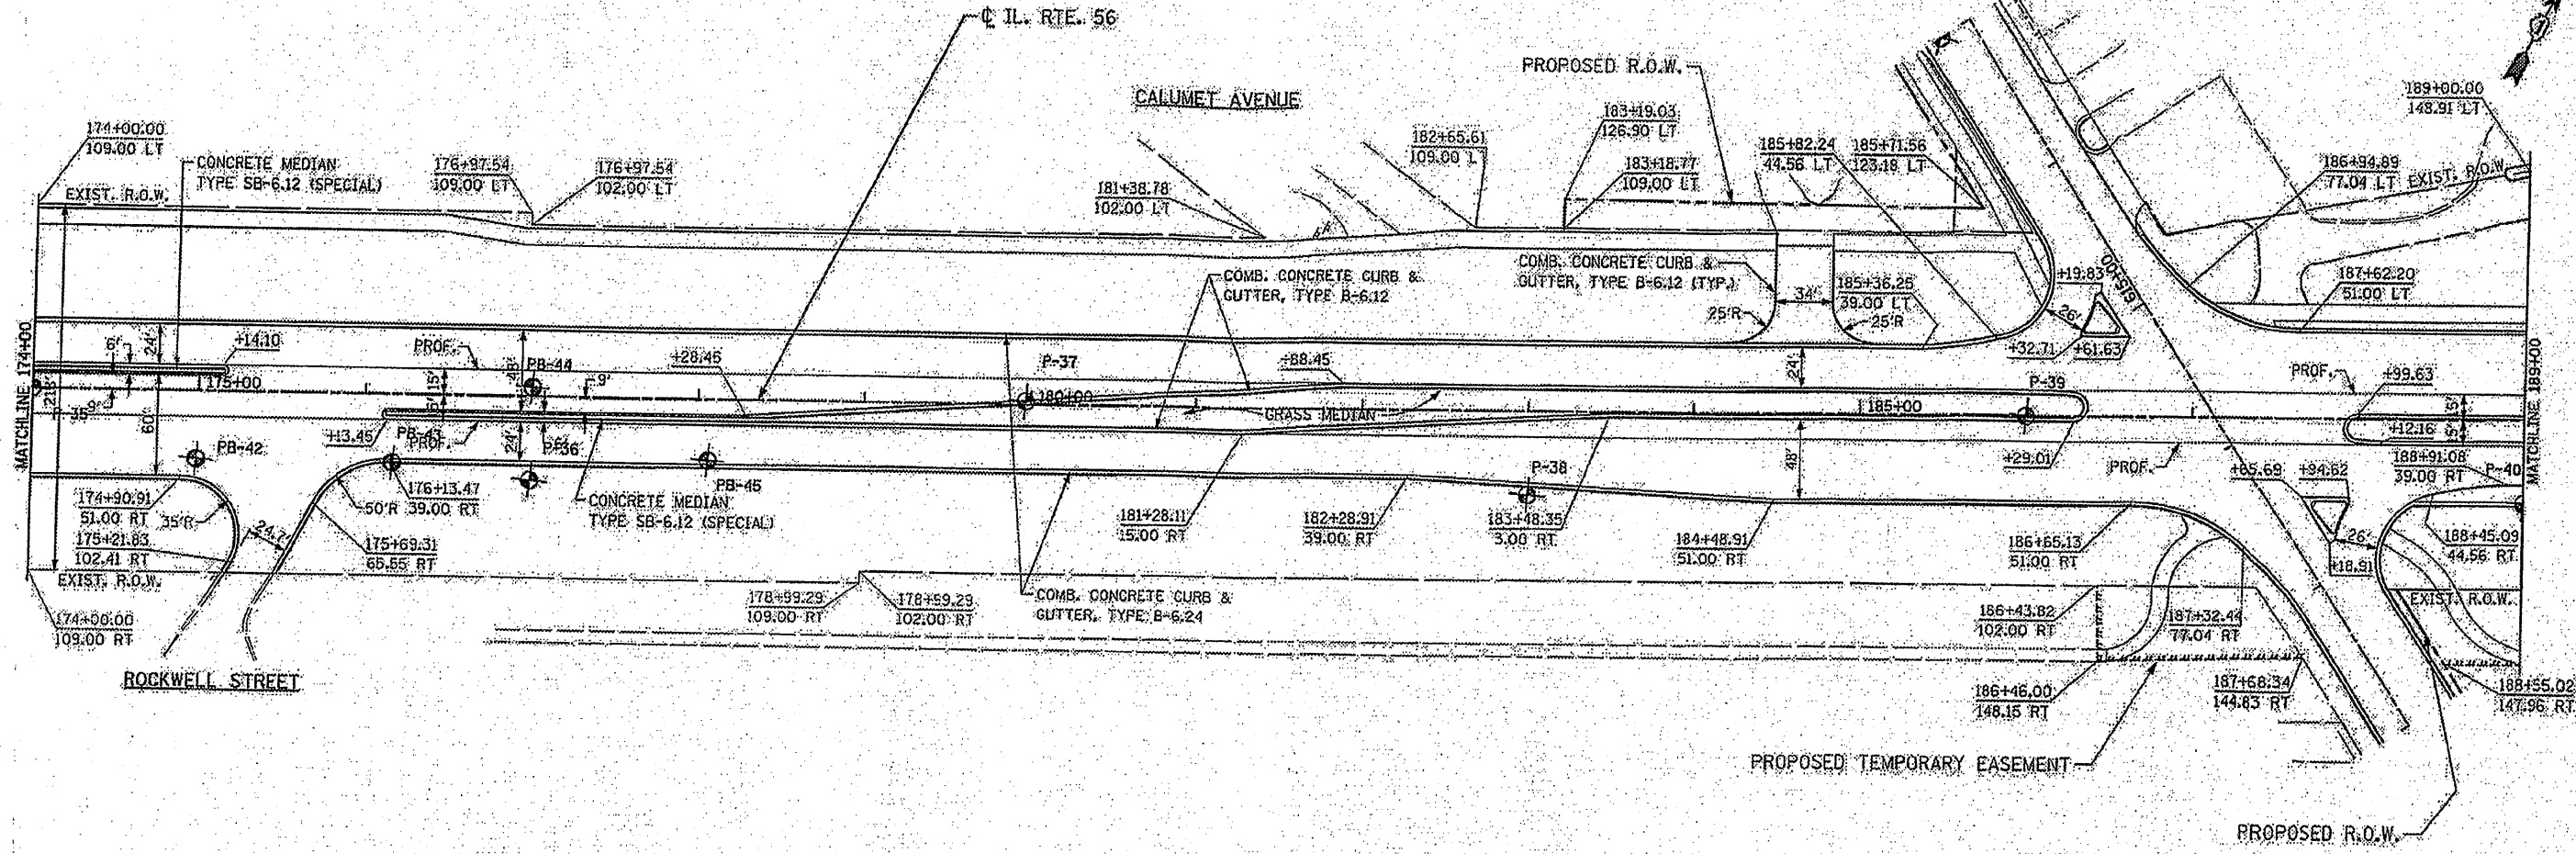 ℄ IL. RTE. 56
PROPOSED R.O.W.
CALUMET AVENUE
189+00.00
148.91 LT
174+00.00
109.00 LT
CONCRETE MEDIAN
TYPE SB-6.12 (SPECIAL)
176+97.54
109.00 LT
176+97.54
102.00 LT
181+38.78
102.00 LT
182+65.61
109.00 L
183+19.03
126.90 LT
183+18.77
109.00 LT
185+82.24
44.56 LT
185+71.56
123.18 LT
186+94.89
77.04 LT
EXIST. R.O.W.
EXIST. R.O.W.
COMB. CONCRETE CURB &
GUTTER, TYPE B-6.12
COMB. CONCRETE CURB &
GUTTER, TYPE B-6.12 (TYP.)
34'
25'R
25'R
185+36.25
39.00 LT
+19.83
26'
615+00
187+62.20
51.00 LT
+32.71
+61.63
MATCHLINE 174+00
6'
24'
+14.10
PROF.
PB-44
48'
15'
9'
+28.45
P-37
+88.45
24'
P-39
PROF.
+99.63
MATCHLINE 189+00
175+00
180+00
GRASS MEDIAN
185+00
60'
+13.45
PB-43
PROF.
24'
P-36
PB-42
PB-45
48'
P-38
+29.01
PROF.
+12.16
+65.69
+94.62
188+91.08
39.00 RT
P-40
174+90.91
51.00 RT
35'R
175+21.83
102.41 RT
EXIST. R.O.W.
50'R
176+13.47
39.00 RT
175+69.31
65.55 RT
CONCRETE MEDIAN
TYPE SB-6.12 (SPECIAL)
181+28.11
15.00 RT
182+28.91
39.00 RT
183+48.35
3.00 RT
184+48.91
51.00 RT
186+65.13
51.00 RT
26'
+18.91
188+45.09
44.56 RT
EXIST. R.O.W.
174+00.00
109.00 RT
ROCKWELL STREET
178+99.29
109.00 RT
178+99.29
102.00 RT
COMB. CONCRETE CURB &
GUTTER, TYPE B-6.24
186+43.82
102.00 RT
187+32.44
77.04 RT
186+46.00
148.15 RT
187+68.34
144.83 RT
188+55.02
147.96 RT
PROPOSED TEMPORARY EASEMENT
PROPOSED R.O.W.